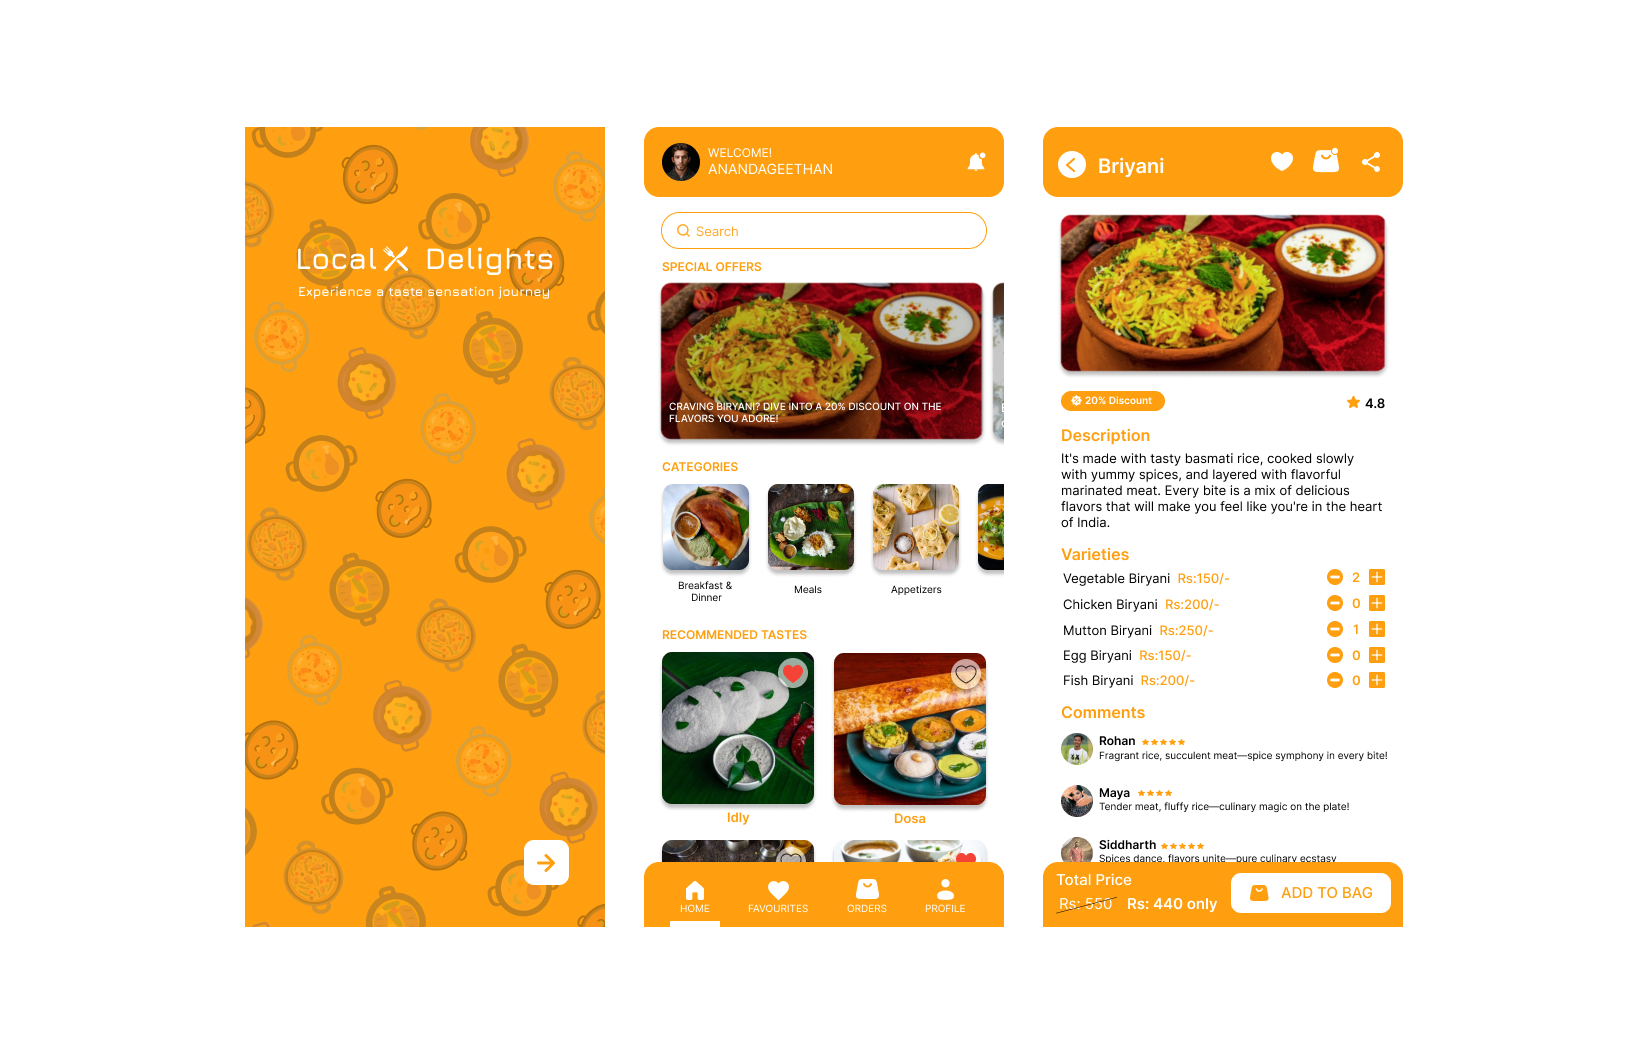 Local Delights
Experience a taste sensation journey
WELCOME!
ANANDAGEETHAN
Search
SPECIAL OFFERS
CRAVING BIRYANI? DIVE INTO A 20% DISCOUNT ON THE
FLAVORS YOU ADORE!
CATEGORIES
Breakfast &
Dinner
Meals
Appetizers
RECOMMENDED TASTES
Idly
Dosa
HOME
FAVOURITES
ORDERS
PROFILE
Briyani
20% Discount
4.8
Description
It's made with tasty basmati rice, cooked slowly
with yummy spices, and layered with flavorful
marinated meat. Every bite is a mix of delicious
flavors that will make you feel like you're in the heart
of India.
Varieties
Vegetable Biryani Rs:150/- 2
Chicken Biryani Rs:200/- 0
Mutton Biryani Rs:250/- 1
Egg Biryani Rs:150/- 0
Fish Biryani Rs:200/- 0
Comments
Rohan
Fragrant rice, succulent meat—spice symphony in every bite!
Maya
Tender meat, fluffy rice—culinary magic on the plate!
Siddharth
Spices dance, flavors unite—pure culinary ecstasy
Total Price
Rs: 550 Rs: 440 only
ADD TO BAG